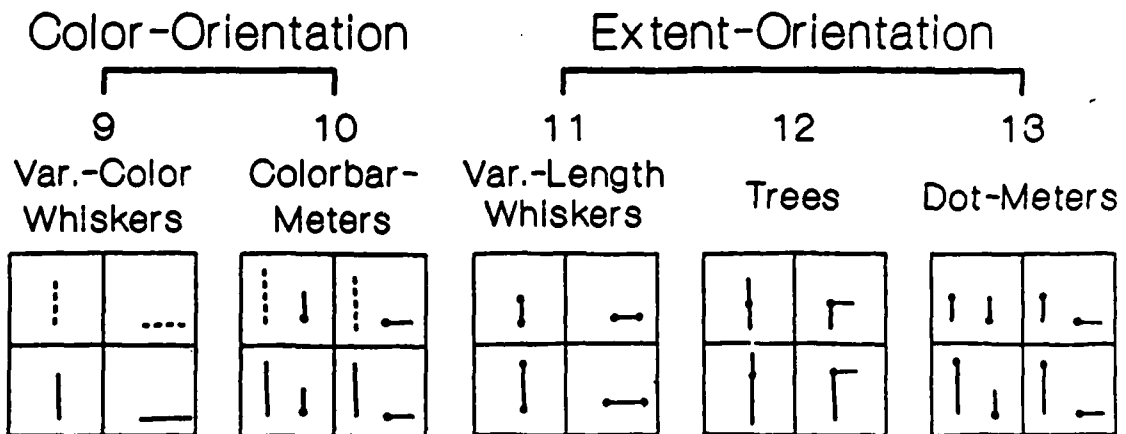 Color-Orientation Extent-Orientation
9 10 11 12 13
Var.-Color Whiskers
Colorbar-Meters
Var.-Length Whiskers
Trees
Dot-Meters